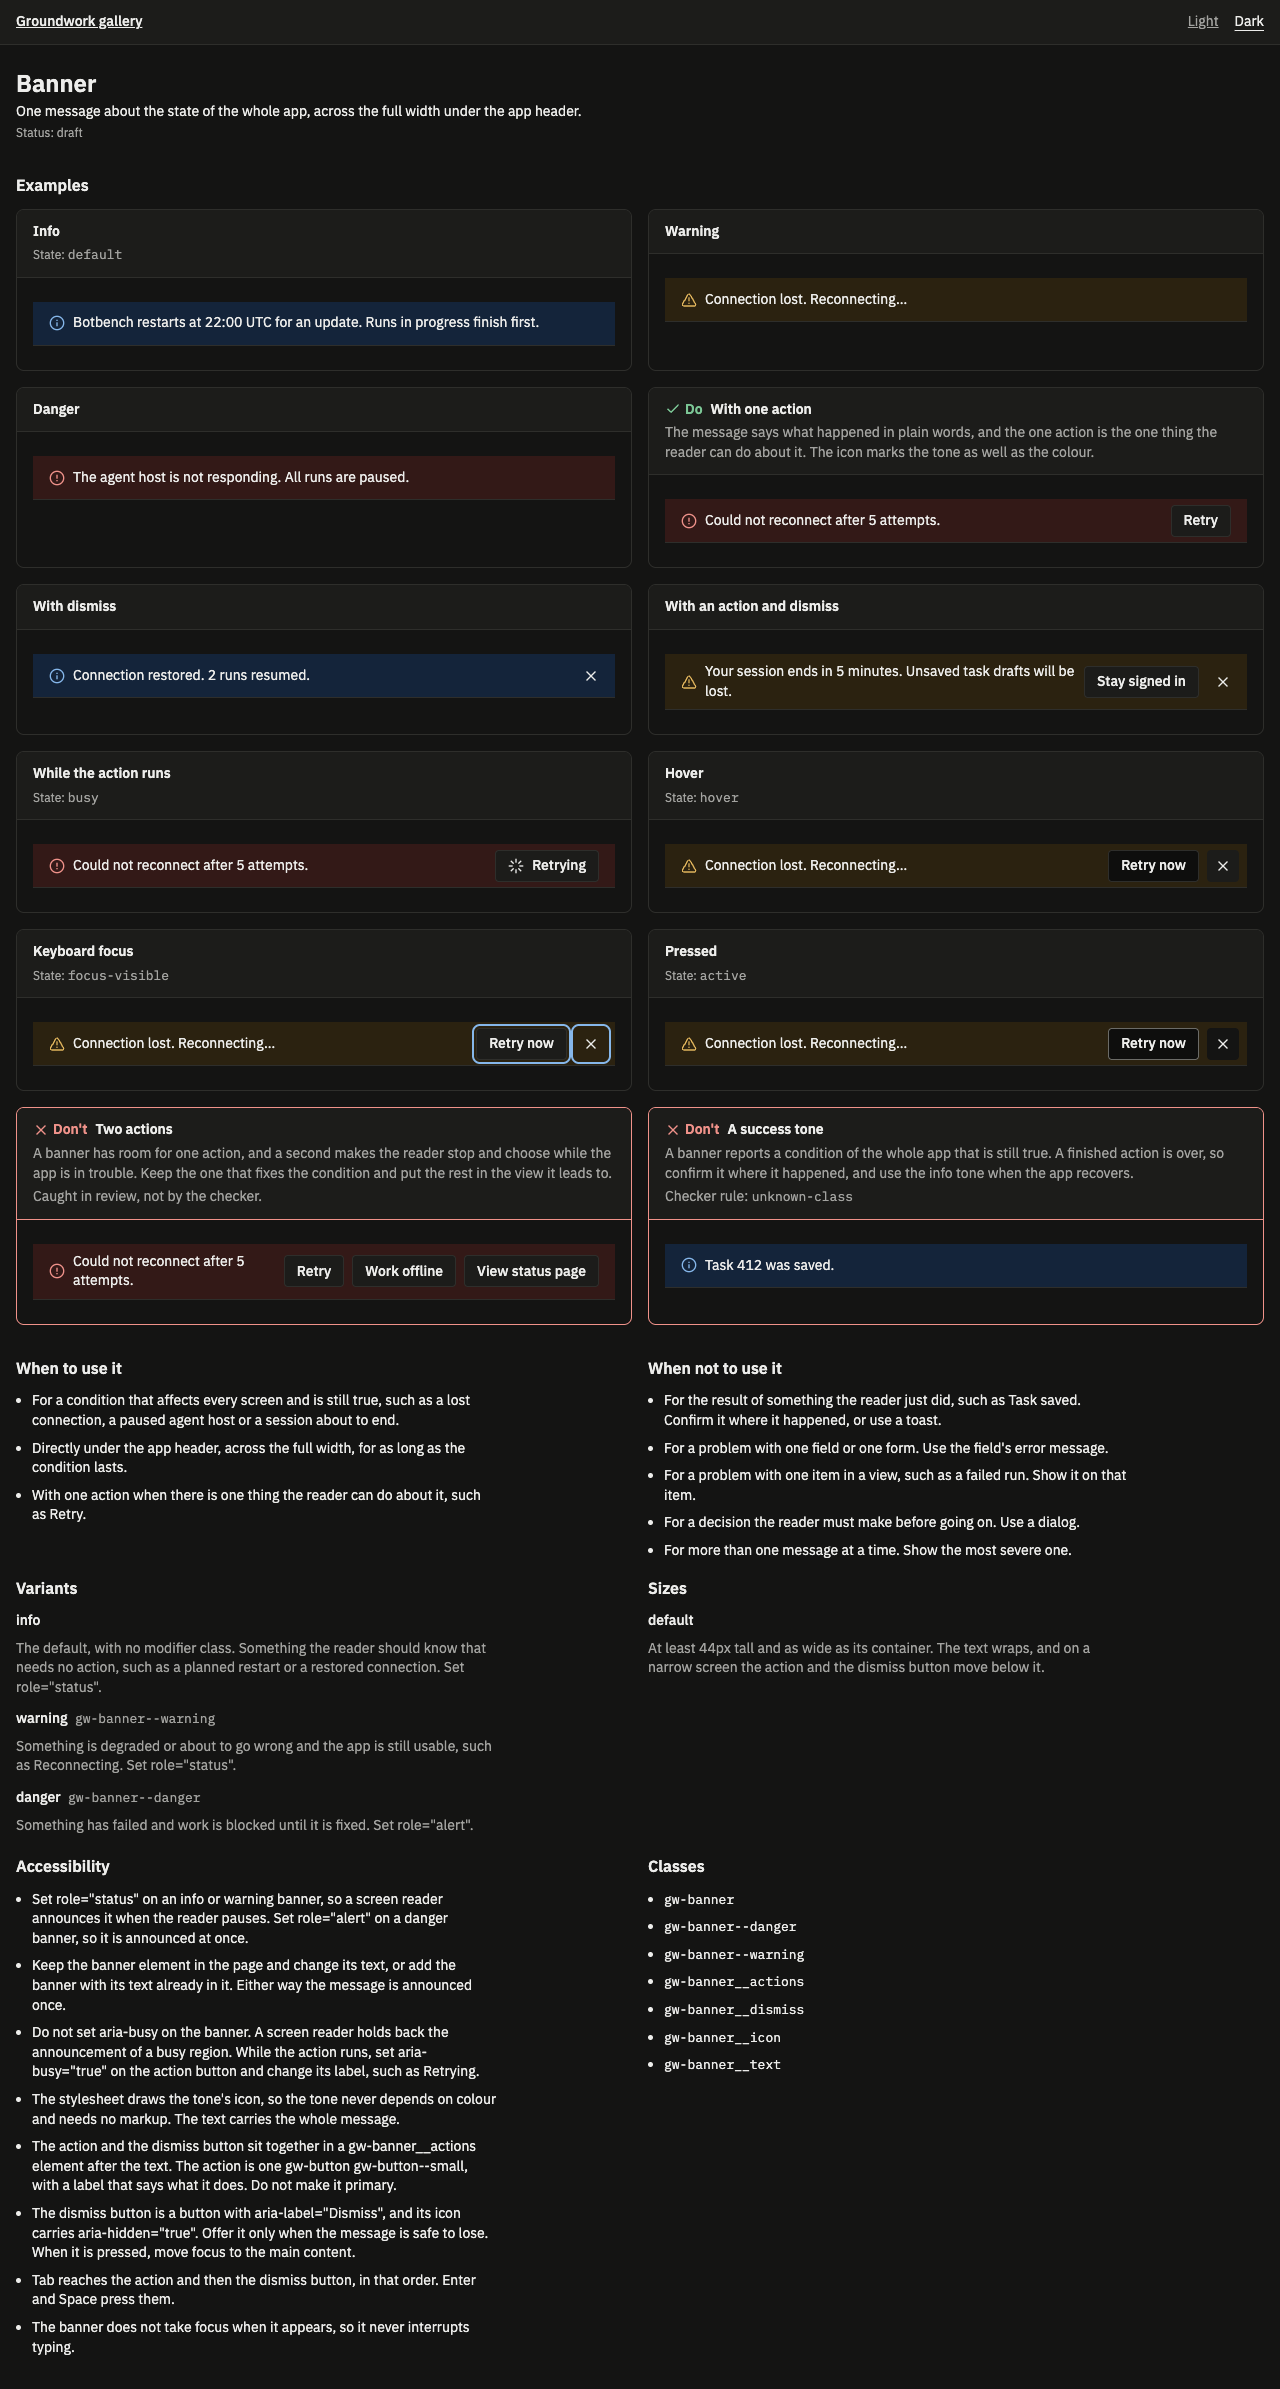 Groundwork gallery
Light Dark
Banner
One message about the state of the whole app, across the full width under the app header.
Status: draft
Examples
Info
State: default
Botbench restarts at 22:00 UTC for an update. Runs in progress finish first.
Warning
Connection lost. Reconnecting…
Danger
The agent host is not responding. All runs are paused.
Do With one action
The message says what happened in plain words, and the one action is the one thing the
reader can do about it. The icon marks the tone as well as the colour.
Could not reconnect after 5 attempts. Retry
With dismiss
Connection restored. 2 runs resumed.
With an action and dismiss
Your session ends in 5 minutes. Unsaved task drafts will be
lost.
Stay signed in
While the action runs
State: busy
Could not reconnect after 5 attempts. Retrying
Hover
State: hover
Connection lost. Reconnecting… Retry now
Keyboard focus
State: focus-visible
Connection lost. Reconnecting… Retry now
Pressed
State: active
Connection lost. Reconnecting… Retry now
Don't Two actions
A banner has room for one action, and a second makes the reader stop and choose while the
app is in trouble. Keep the one that fixes the condition and put the rest in the view it leads to.
Caught in review, not by the checker.
Could not reconnect after 5
attempts.
Retry Work offline View status page
Don't A success tone
A banner reports a condition of the whole app that is still true. A finished action is over, so
confirm it where it happened, and use the info tone when the app recovers.
Checker rule: unknown-class
Task 412 was saved.
When to use it
For a condition that affects every screen and is still true, such as a lost
connection, a paused agent host or a session about to end.
Directly under the app header, across the full width, for as long as the
condition lasts.
With one action when there is one thing the reader can do about it, such
as Retry.
When not to use it
For the result of something the reader just did, such as Task saved.
Confirm it where it happened, or use a toast.
For a problem with one field or one form. Use the field's error message.
For a problem with one item in a view, such as a failed run. Show it on that
item.
For a decision the reader must make before going on. Use a dialog.
For more than one message at a time. Show the most severe one.
Variants
info
The default, with no modifier class. Something the reader should know that
needs no action, such as a planned restart or a restored connection. Set
role="status".
warning gw-banner--warning
Something is degraded or about to go wrong and the app is still usable, such
as Reconnecting. Set role="status".
danger gw-banner--danger
Something has failed and work is blocked until it is fixed. Set role="alert".
Sizes
default
At least 44px tall and as wide as its container. The text wraps, and on a
narrow screen the action and the dismiss button move below it.
Accessibility
Set role="status" on an info or warning banner, so a screen reader
announces it when the reader pauses. Set role="alert" on a danger
banner, so it is announced at once.
Keep the banner element in the page and change its text, or add the
banner with its text already in it. Either way the message is announced
once.
Do not set aria-busy on the banner. A screen reader holds back the
announcement of a busy region. While the action runs, set aria-
busy="true" on the action button and change its label, such as Retrying.
The stylesheet draws the tone's icon, so the tone never depends on colour
and needs no markup. The text carries the whole message.
The action and the dismiss button sit together in a gw-banner__actions
element after the text. The action is one gw-button gw-button--small,
with a label that says what it does. Do not make it primary.
The dismiss button is a button with aria-label="Dismiss", and its icon
carries aria-hidden="true". Offer it only when the message is safe to lose.
When it is pressed, move focus to the main content.
Tab reaches the action and then the dismiss button, in that order. Enter
and Space press them.
The banner does not take focus when it appears, so it never interrupts
typing.
Classes
gw-banner
gw-banner--danger
gw-banner--warning
gw-banner__actions
gw-banner__dismiss
gw-banner__icon
gw-banner__text